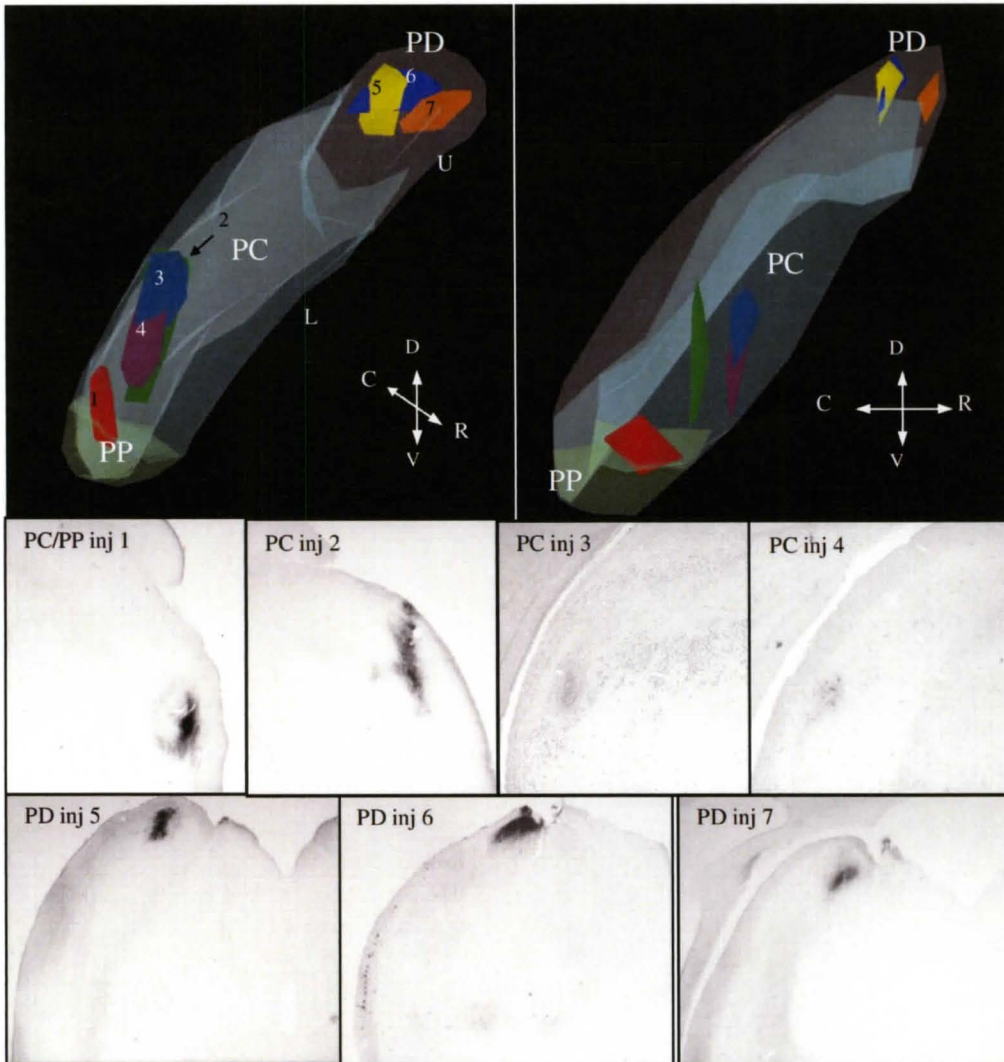 PD
5
6
7
U
2
PC
3
4
L
1
PP
D
C
R
V
PD
PC
PP
D
C
R
V
PC/PP inj 1
PC inj 2
PC inj 3
PC inj 4
PD inj 5
PD inj 6
PD inj 7